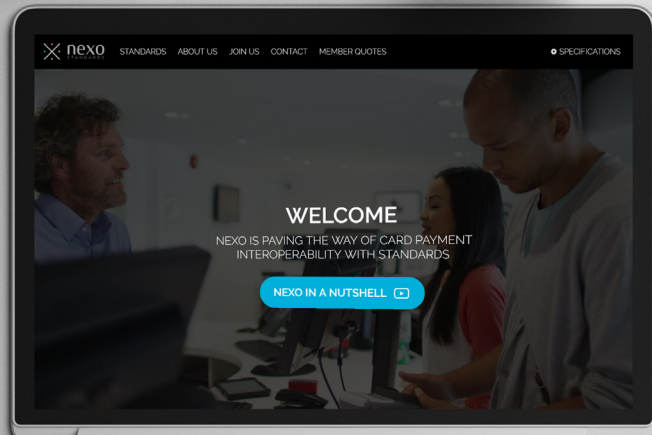 nexo
STANDARDS
STANDARDS ABOUT US JOIN US CONTACT MEMBER QUOTES
SPECIFICATIONS
WELCOME
NEXO IS PAVING THE WAY OF CARD PAYMENT
INTEROPERABILITY WITH STANDARDS
NEXO IN A NUTSHELL